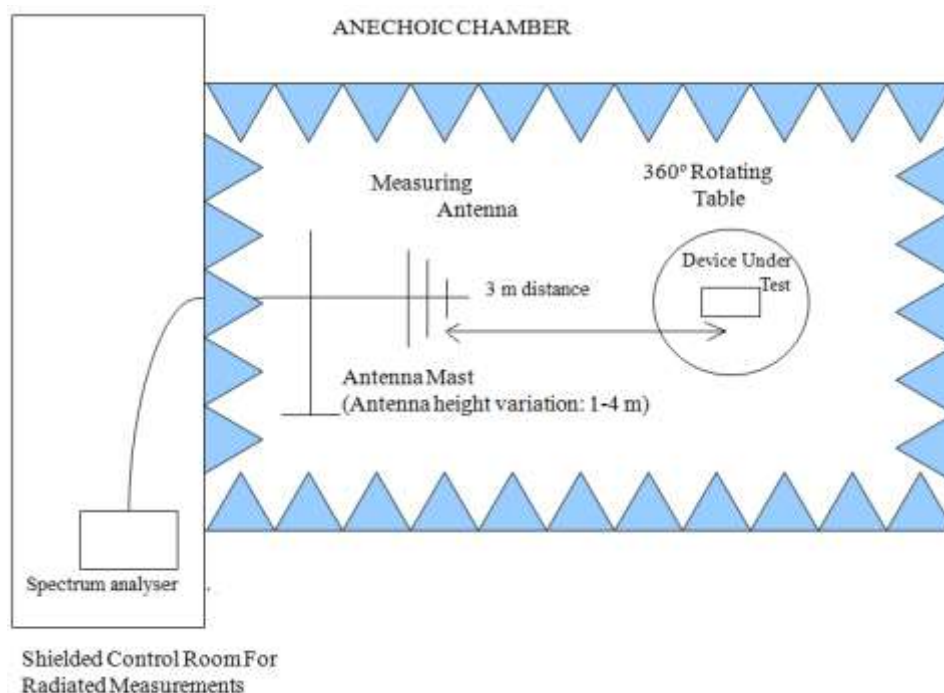 ANECHOIC CHAMBER
Measuring
Antenna
360º Rotating
Table
Device Under
Test
3 m distance
Antenna Mast
(Antenna height variation: 1-4 m)
Spectrum analyser
Shielded Control Room For
Radiated Measurements